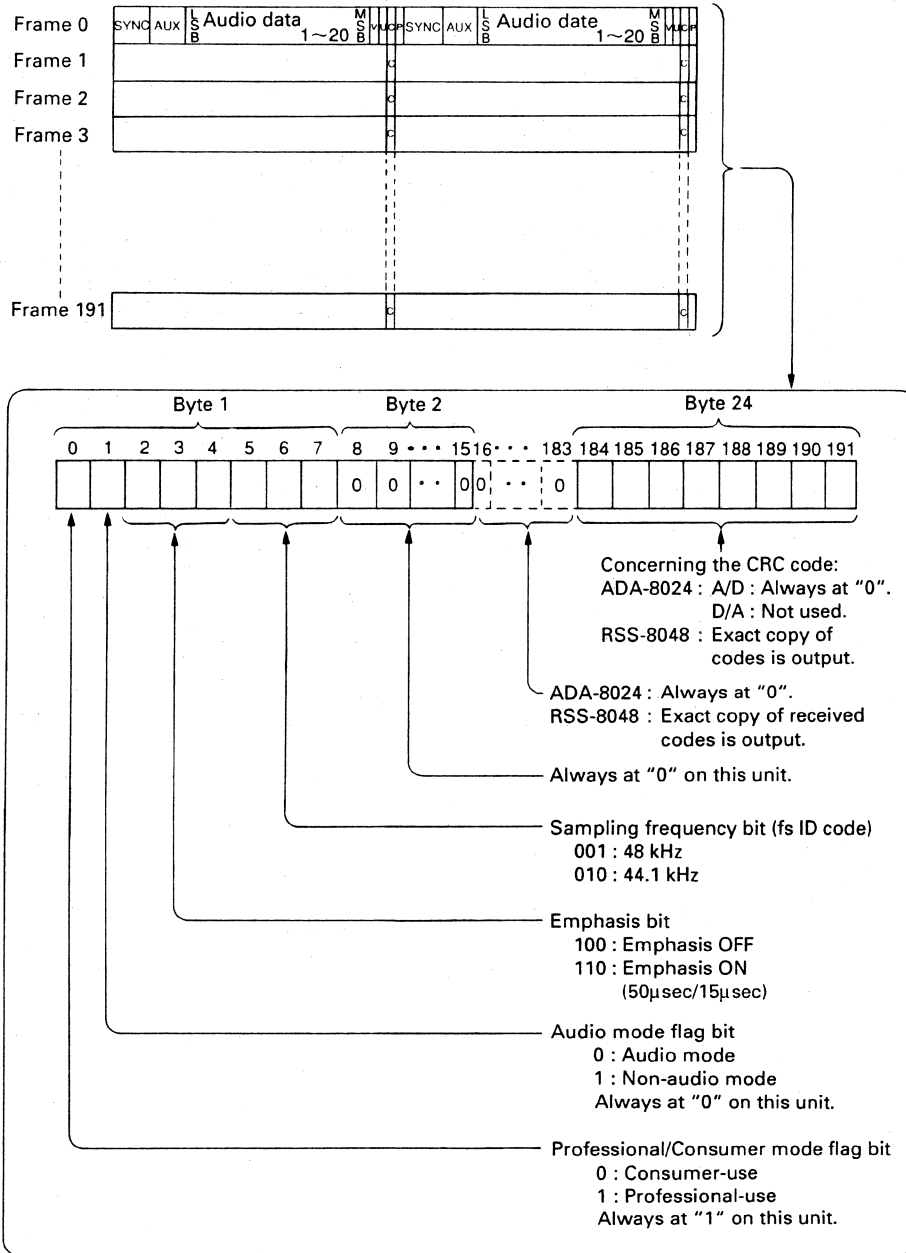 Frame 0 SYNC AUX LSB Audio data 1~20 MSB V U C P SYNC AUX LSB Audio date 1~20 MSB V U C P
Frame 1 C C
Frame 2 C C
Frame 3 C C
Frame 191 C C
Byte 1 Byte 2 Byte 24
0 1 2 3 4 5 6 7 8 9 ••• 15 16 ••• 183 184 185 186 187 188 189 190 191
0 0 •• 0 0 •• 0
Concerning the CRC code:
ADA-8024 : A/D : Always at "0".
D/A : Not used.
RSS-8048 : Exact copy of
codes is output.
ADA-8024 : Always at "0".
RSS-8048 : Exact copy of received
codes is output.
Always at "0" on this unit.
Sampling frequency bit (fs ID code)
001 : 48 kHz
010 : 44.1 kHz
Emphasis bit
100 : Emphasis OFF
110 : Emphasis ON
(50μsec/15μsec)
Audio mode flag bit
0 : Audio mode
1 : Non-audio mode
Always at "0" on this unit.
Professional/Consumer mode flag bit
0 : Consumer-use
1 : Professional-use
Always at "1" on this unit.